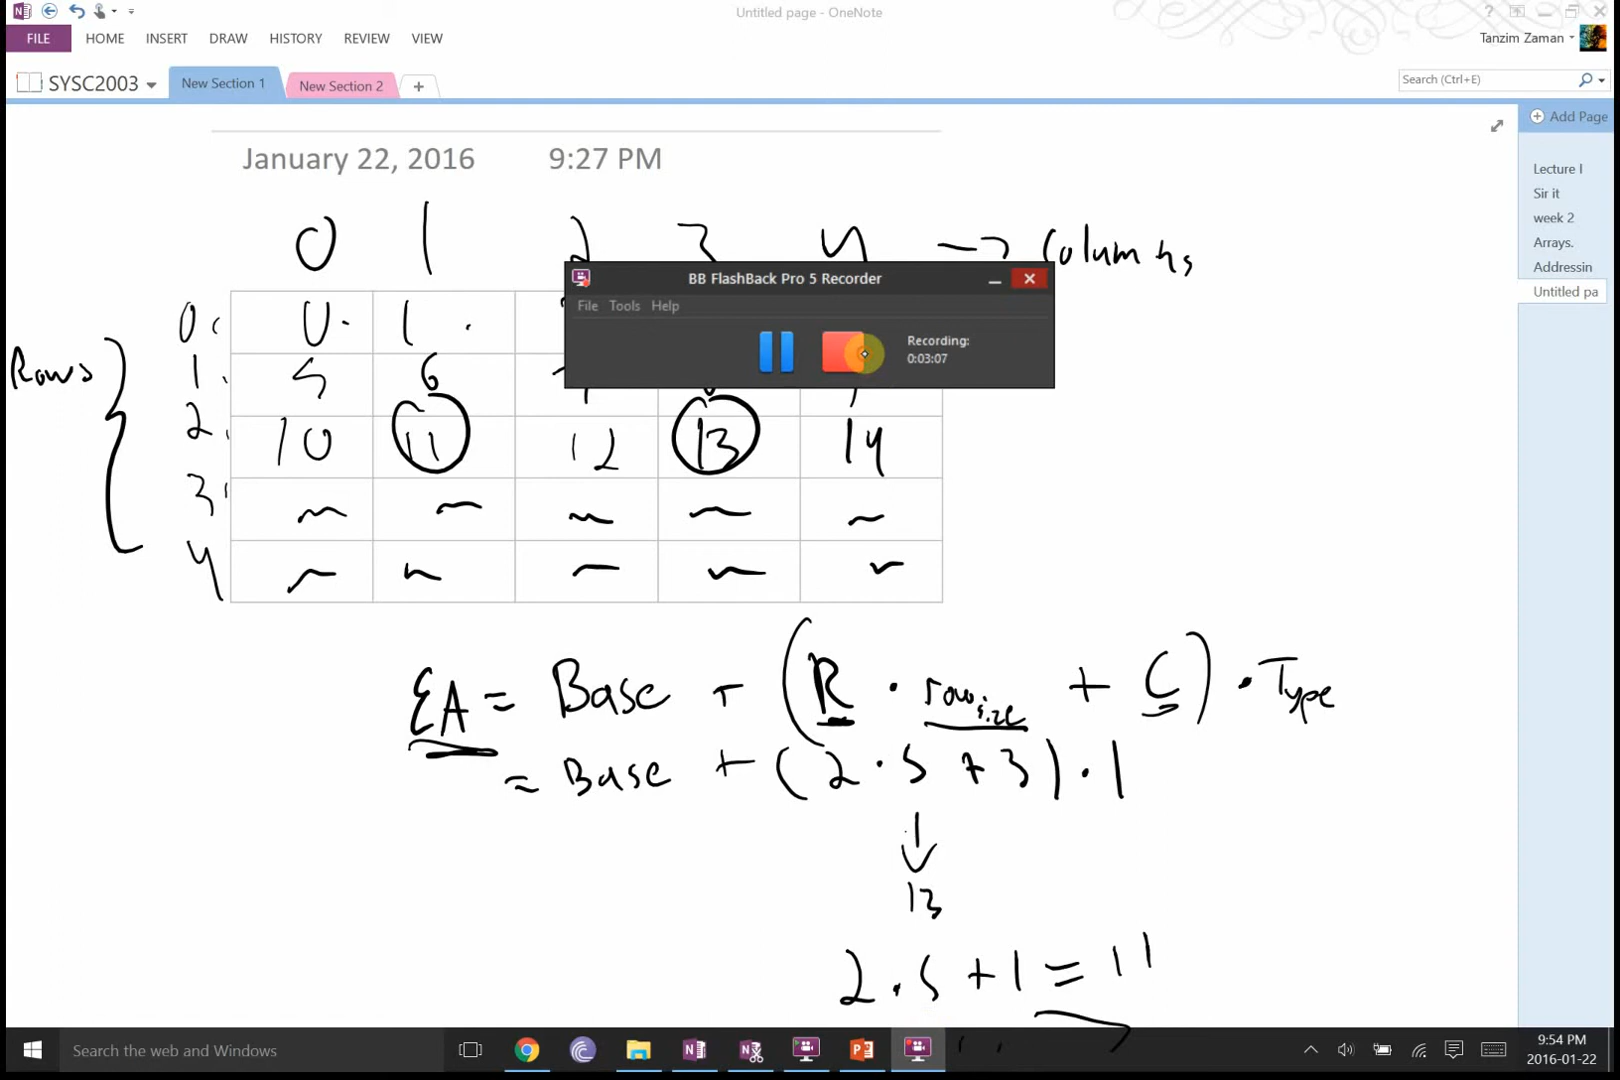 Untitled page - OneNote
FILE HOME INSERT DRAW HISTORY REVIEW VIEW
Tanzim Zaman
SYSC2003 New Section 1 New Section 2 +
Search (Ctrl+E)
Add Page
Lecture I
Sir it
week 2
Arrays.
Addressin
Untitled pa
January 22, 2016 9:27 PM
0 1 2 3 4 → Columns
BB FlashBack Pro 5 Recorder
File Tools Help
Recording:
0:03:07
Rows
0 0 1
1 5 6
2 10 11 12 13 14
3
4
EA = Base + (R · row size + C) · Type
= Base + (2 · 5 + 3) · 1
↓
13
2 · 5 + 1 = 11
Search the web and Windows
9:54 PM
2016-01-22